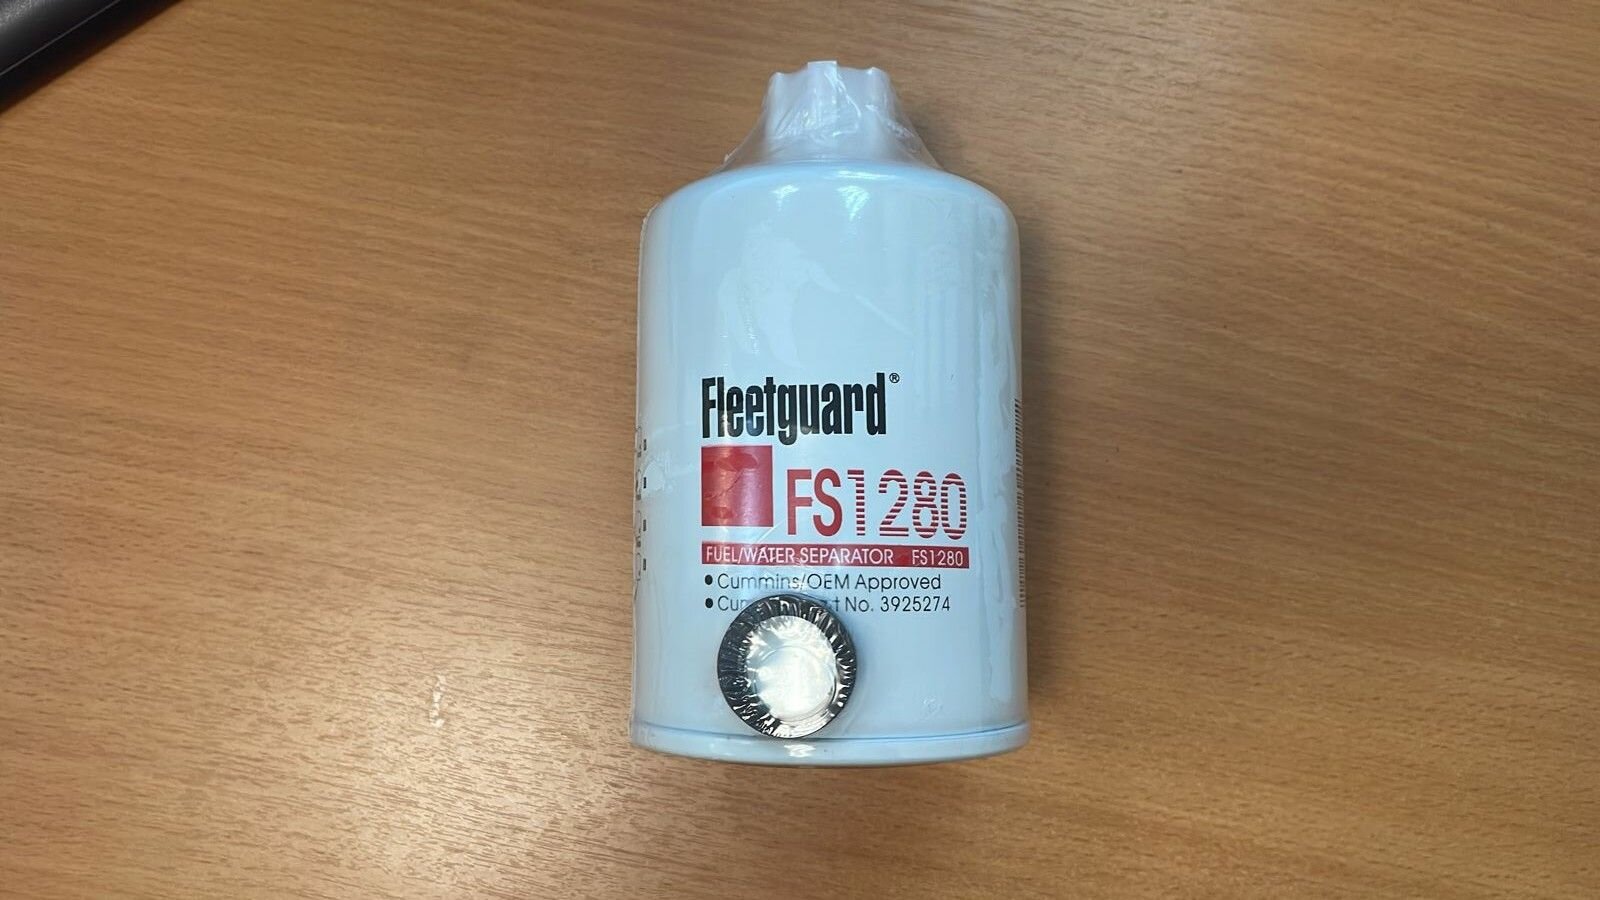 Fleetguard®
FS1280
FUEL/WATER SEPARATOR FS1280
• Cummins/OEM Approved
• No. 3925274